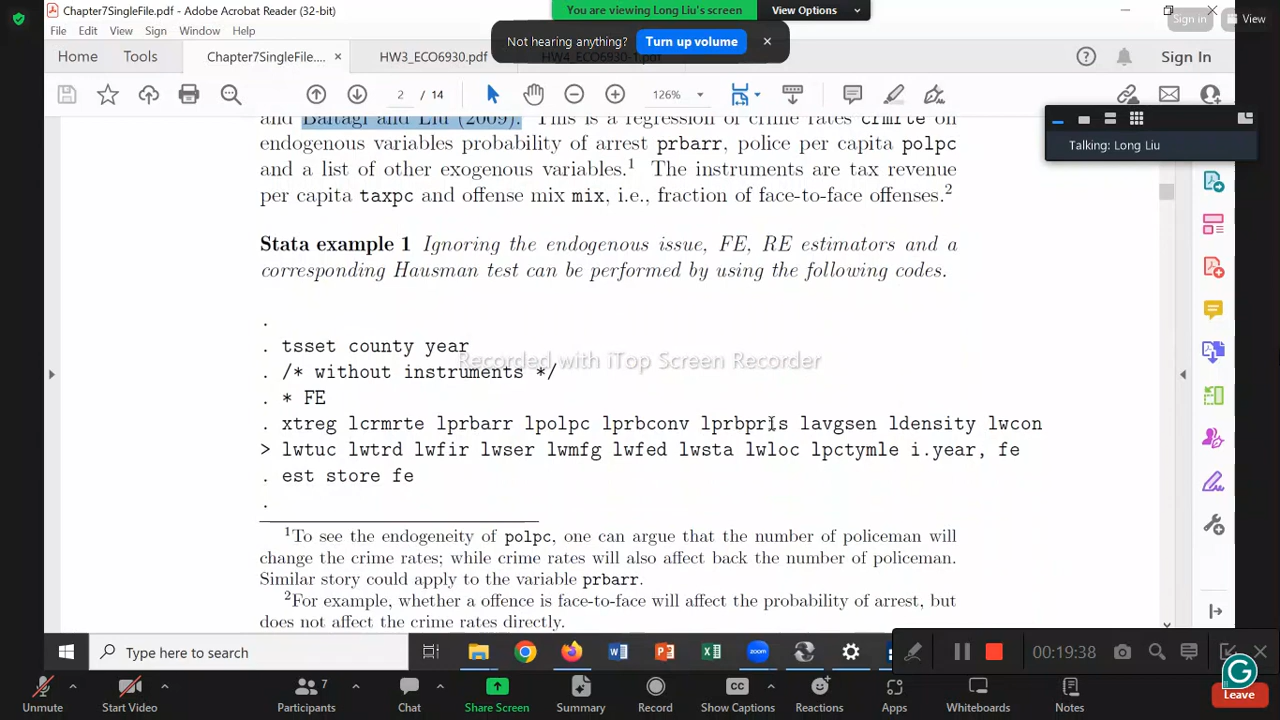 Chapter7SingleFile.pdf - Adobe Acrobat Reader (32-bit)
You are viewing Long Liu's screen
View Options
Sign in
View
File Edit View Sign Window Help
Not hearing anything?
Turn up volume
Home
Tools
Chapter7SingleFile....
HW3_ECO6930.pdf
HW4_ECO6930-1.pdf
Sign In
2 / 14
126%
Talking: Long Liu
and Baltagi and Liu (2009). This is a regression of crime rates crmrte on
endogenous variables probability of arrest prbarr, police per capita polpc
and a list of other exogenous variables.1 The instruments are tax revenue
per capita taxpc and offense mix mix, i.e., fraction of face-to-face offenses.2
Stata example 1 Ignoring the endogenous issue, FE, RE estimators and a
corresponding Hausman test can be performed by using the following codes.
.
. tsset county year
Recorded with iTop Screen Recorder
. /* without instruments */
. * FE
. xtreg lcrmrte lprbarr lpolpc lprbconv lprbpris lavgsen ldensity lwcon
> lwtuc lwtrd lwfir lwser lwmfg lwfed lwsta lwloc lpctymle i.year, fe
. est store fe
.
1To see the endogeneity of polpc, one can argue that the number of policeman will
change the crime rates; while crime rates will also affect back the number of policeman.
Similar story could apply to the variable prbarr.
2For example, whether a offence is face-to-face will affect the probability of arrest, but
does not affect the crime rates directly.
Type here to search
00:19:38
Unmute
Start Video
7
Participants
Chat
Share Screen
Summary
Record
Show Captions
Reactions
Apps
Whiteboards
Notes
Leave